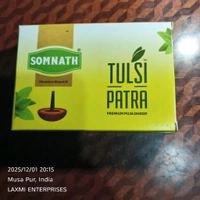 SOMNATH
TULSI
PATRA
PREMIUM PUJA DHOOP
2025/12/01 20:15
Musa Pur, India
LAXMI ENTERPRISES